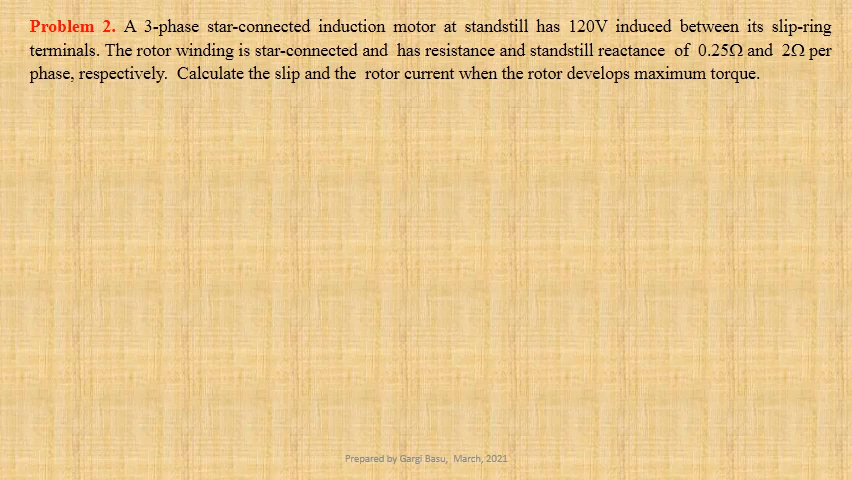 Problem 2. A 3-phase star-connected induction motor at standstill has 120V induced between its slip-ring
terminals. The rotor winding is star-connected and has resistance and standstill reactance of 0.25Ω and 2Ω per
phase, respectively. Calculate the slip and the rotor current when the rotor develops maximum torque.
Prepared by Gargi Basu, March, 2021